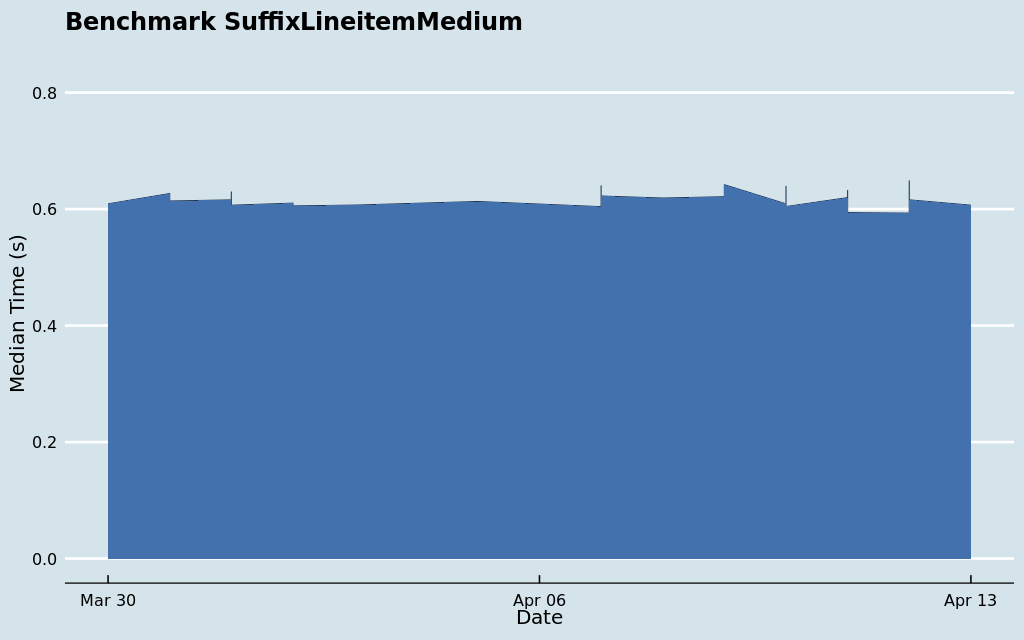 Benchmark SuffixLineitemMedium
0.8
0.6
0.4
0.2
0.0
Median Time (s)
Mar 30
Apr 06
Apr 13
Date